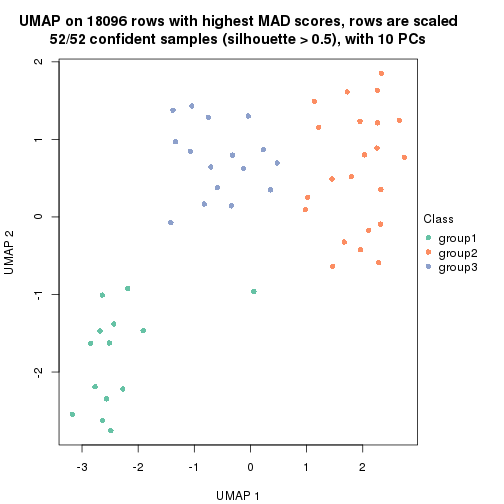 UMAP on 18096 rows with highest MAD scores, rows are scaled
52/52 confident samples (silhouette > 0.5), with 10 PCs
2
1
0
-1
-2
UMAP 2
-3 -2 -1 0 1 2
UMAP 1
Class
group1
group2
group3